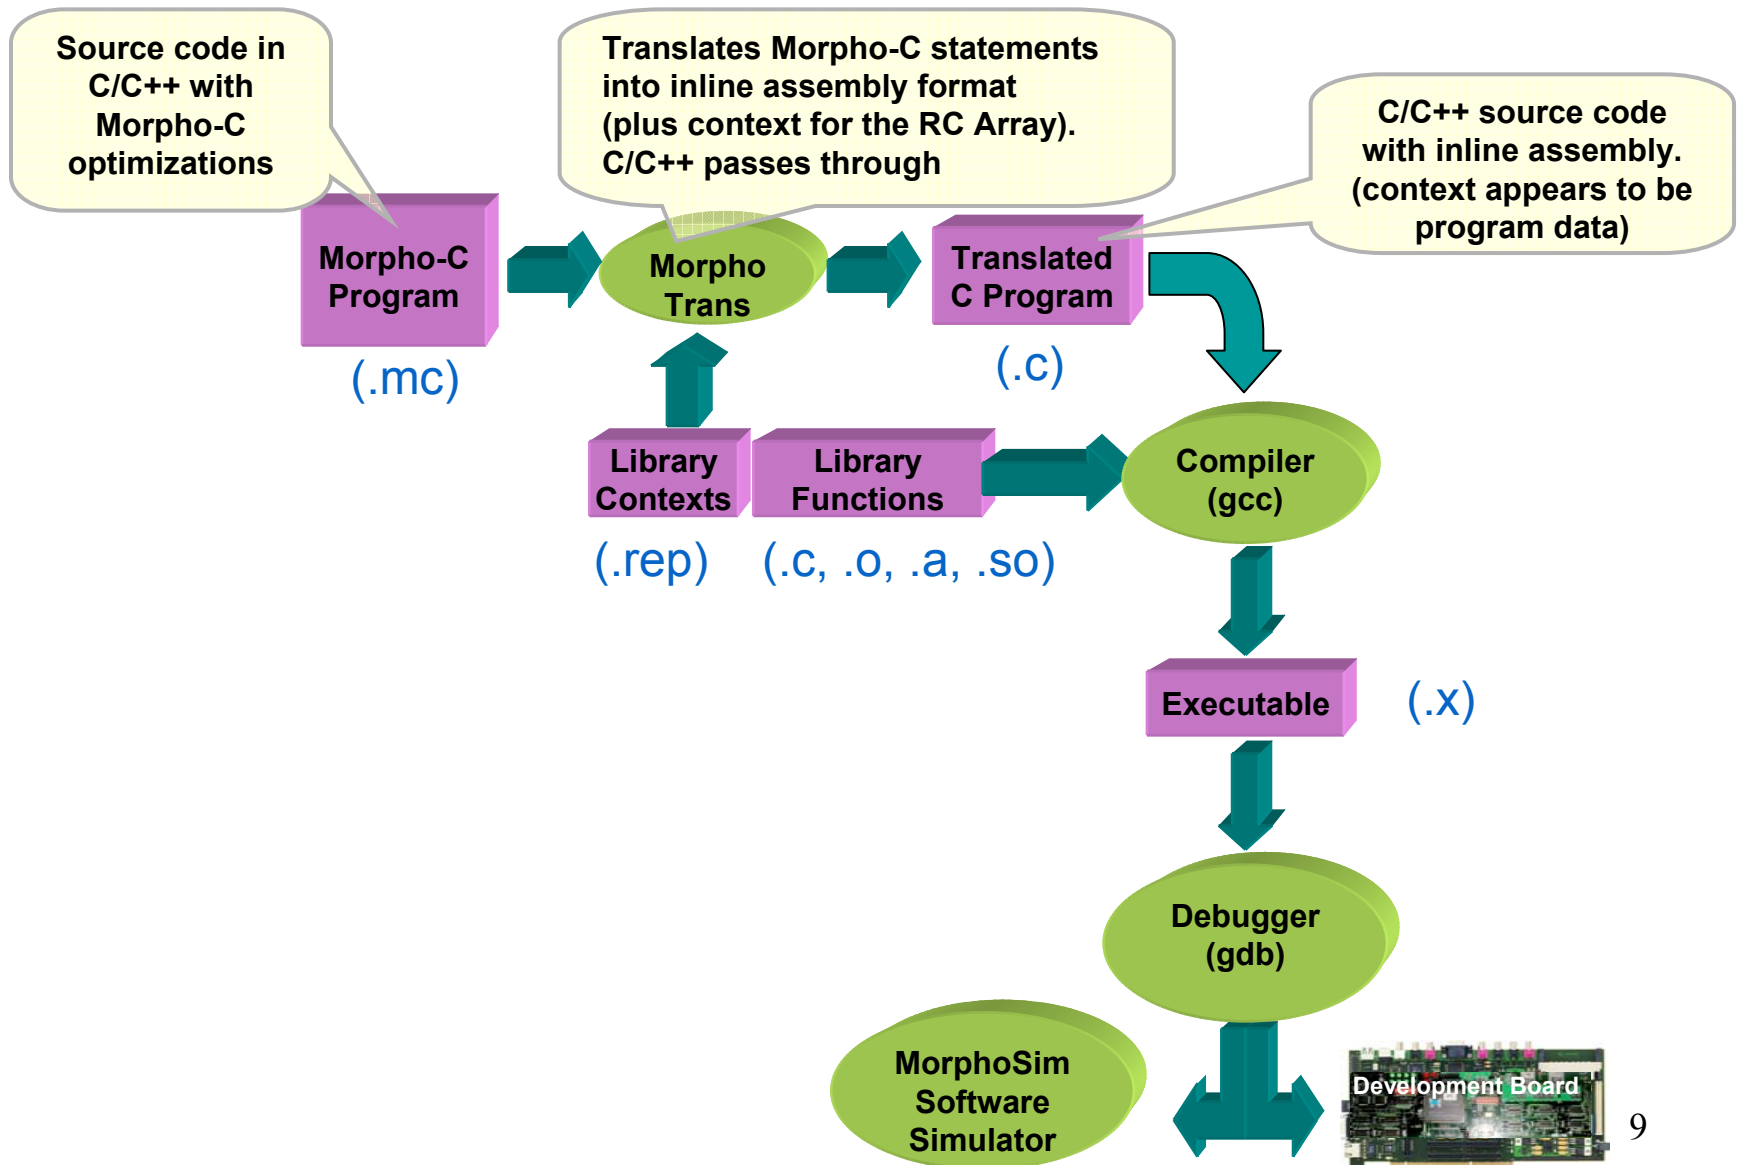 Source code in
C/C++ with
Morpho-C
optimizations
Translates Morpho-C statements
into inline assembly format
(plus context for the RC Array).
C/C++ passes through
C/C++ source code
with inline assembly.
(context appears to be
program data)
Morpho-C
Program
(.mc)
Morpho
Trans
Translated
C Program
(.c)
Library
Contexts
(.rep)
Library
Functions
(.c, .o, .a, .so)
Compiler
(gcc)
Executable
(.x)
Debugger
(gdb)
MorphoSim
Software
Simulator
Development Board
9